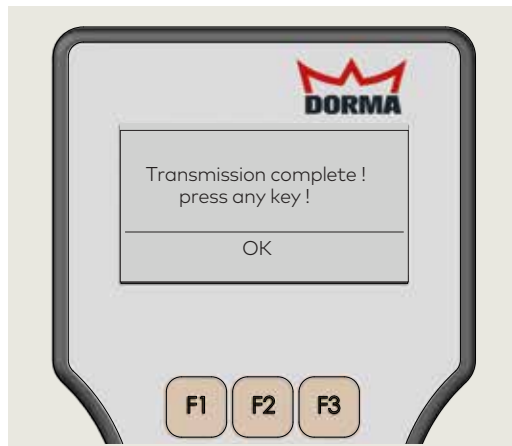 DORMA
Transmission complete !
press any key !
OK
F1 F2 F3